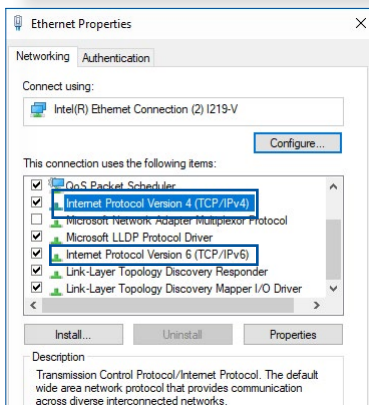 Ethernet Properties
Networking Authentication
Connect using:
Intel(R) Ethernet Connection (2) I219-V
Configure...
This connection uses the following items:
QoS Packet Scheduler
Internet Protocol Version 4 (TCP/IPv4)
Microsoft Network Adapter Multiplexor Protocol
Microsoft LLDP Protocol Driver
Internet Protocol Version 6 (TCP/IPv6)
Link-Layer Topology Discovery Responder
Link-Layer Topology Discovery Mapper I/O Driver
Install... Uninstall Properties
Description
Transmission Control Protocol/Internet Protocol. The default
wide area network protocol that provides communication
across diverse interconnected networks.